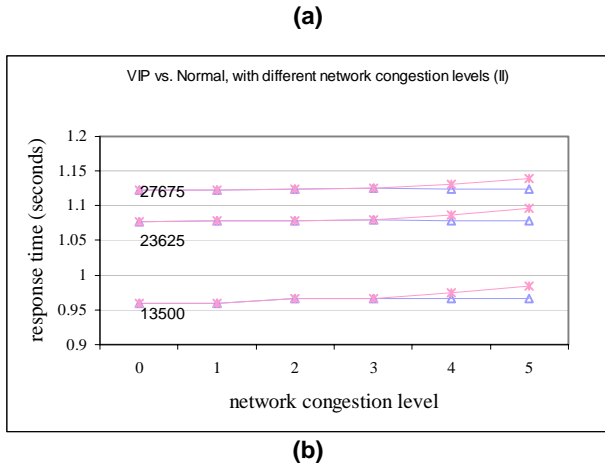 (a)
VIP vs. Normal, with different network congestion levels (II)
response time (seconds)
1.2
1.15
1.1
1.05
1
0.95
0.9
27675
23625
13500
0 1 2 3 4 5
network congestion level
(b)